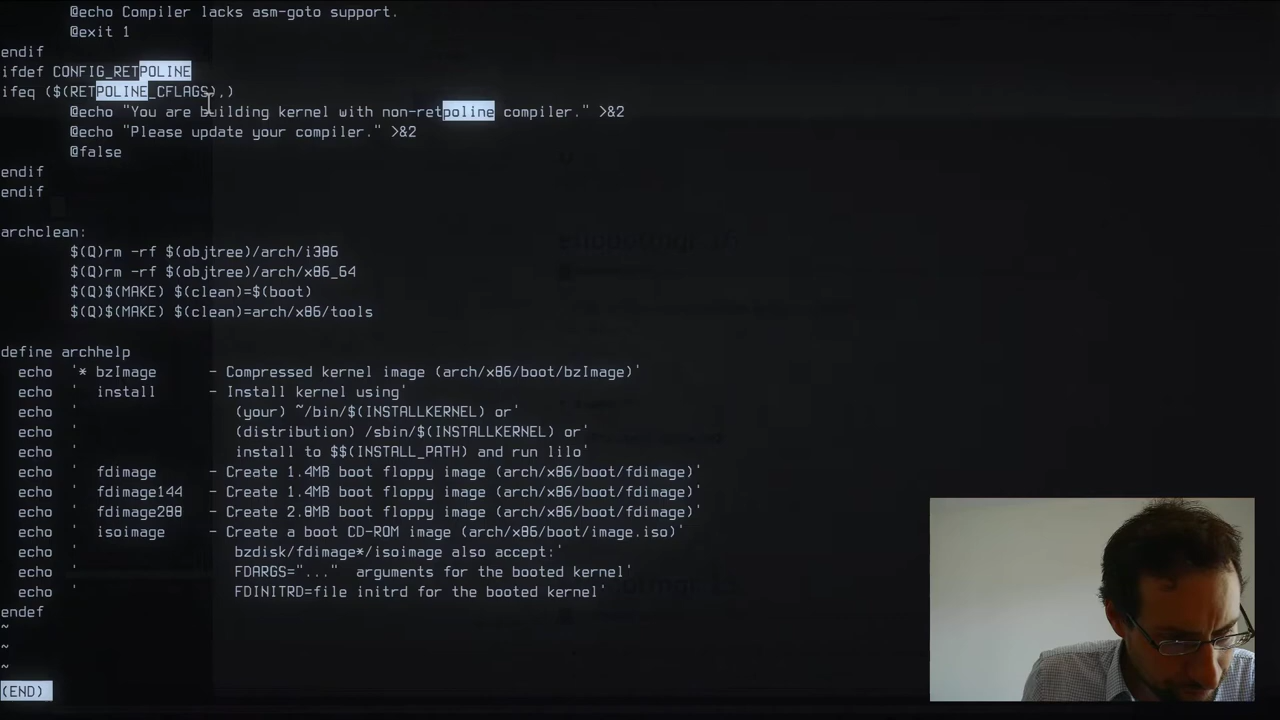 @echo Compiler lacks asm-goto support.
@exit 1
endif
ifdef CONFIG_RETPOLINE
ifeq ($(RETPOLINE_CFLAGS),)
@echo "You are building kernel with non-retpoline compiler." >&2
@echo "Please update your compiler." >&2
@false
endif
endif
archclean:
$(Q)rm -rf $(objtree)/arch/i386
$(Q)rm -rf $(objtree)/arch/x86_64
$(Q)$(MAKE) $(clean)=$(boot)
$(Q)$(MAKE) $(clean)=arch/x86/tools
define archhelp
echo '* bzImage - Compressed kernel image (arch/x86/boot/bzImage)'
echo ' install - Install kernel using'
echo ' (your) ~/bin/$(INSTALLKERNEL) or'
echo ' (distribution) /sbin/$(INSTALLKERNEL) or'
echo ' install to $$(INSTALL_PATH) and run lilo'
echo ' fdimage - Create 1.4MB boot floppy image (arch/x86/boot/fdimage)'
echo ' fdimage144 - Create 1.4MB boot floppy image (arch/x86/boot/fdimage)'
echo ' fdimage288 - Create 2.8MB boot floppy image (arch/x86/boot/fdimage)'
echo ' isoimage - Create a boot CD-ROM image (arch/x86/boot/image.iso)'
echo ' bzdisk/fdimage*/isoimage also accept:'
echo ' FDARGS="..." arguments for the booted kernel'
echo ' FDINITRD=file initrd for the booted kernel'
endef
~
~
~
(END)